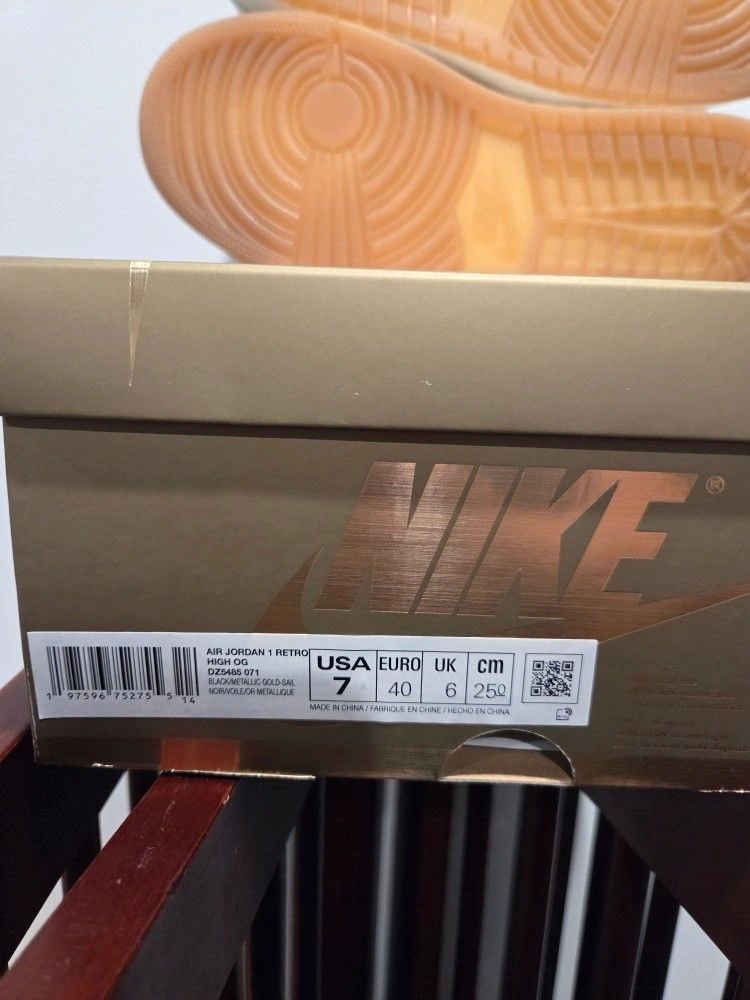 NIKE®
AIR JORDAN 1 RETRO
HIGH OG
DZ5485 071
BLACK/METALLIC GOLD-SAIL
NOIR/VOILE/OR METALLIQUE
1 97596 75275 5 14
USA EURO UK cm
7 40 6 25.0
MADE IN CHINA / FABRIQUE EN CHINE / HECHO EN CHINA